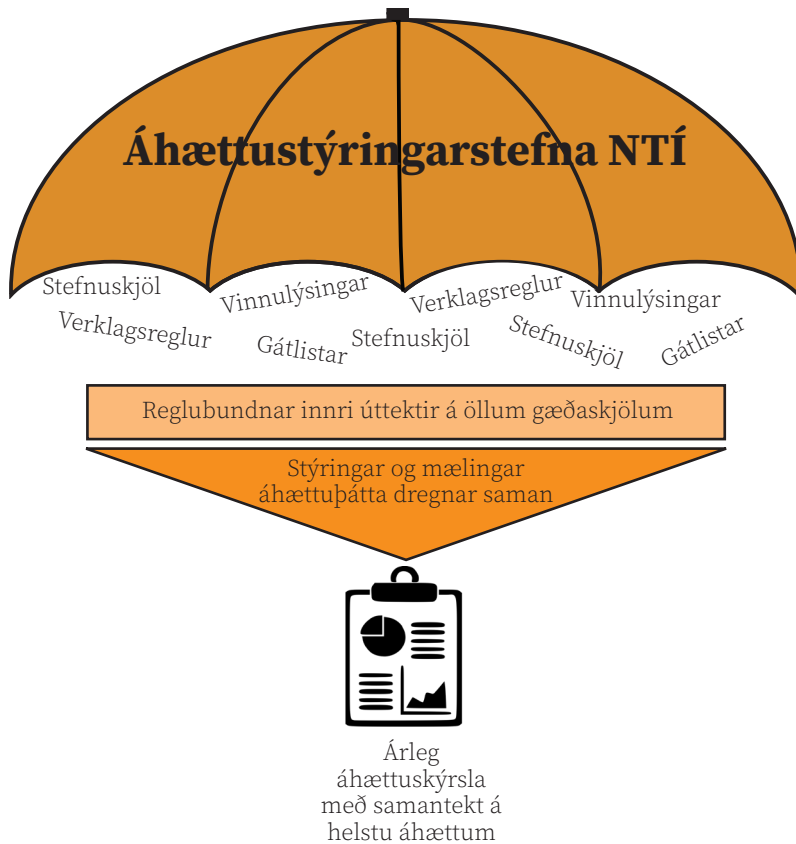 Áhættustýringarstefna NTÍ
Stefnuskjöl
Vinnulýsingar
Verklagsreglur
Vinnulýsingar
Verklagsreglur
Gátlistar
Stefnuskjöl
Stefnuskjöl
Gátlistar
Reglubundnar innri úttektir á öllum gæðaskjölum
Stýringar og mælingar
áhættuþátta dregnar saman
Árleg
áhættuskýrsla
með samantekt á
helstu áhættum